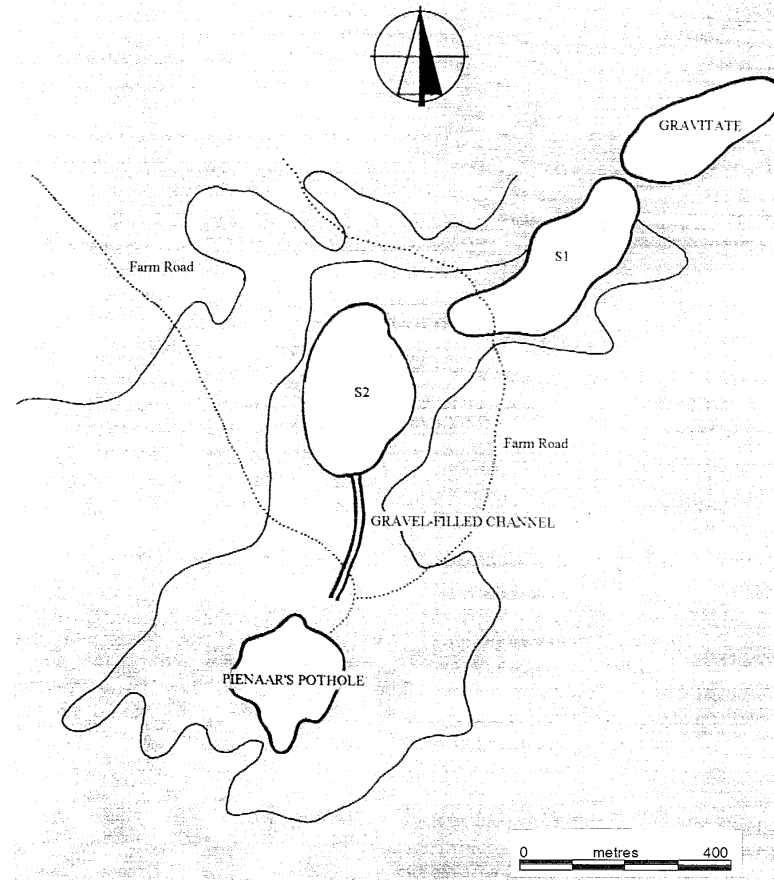 GRAVITATE
S1
Farm Road
S2
Farm Road
GRAVEL-FILLED CHANNEL
PIENAAR'S POTHOLE
0 metres 400